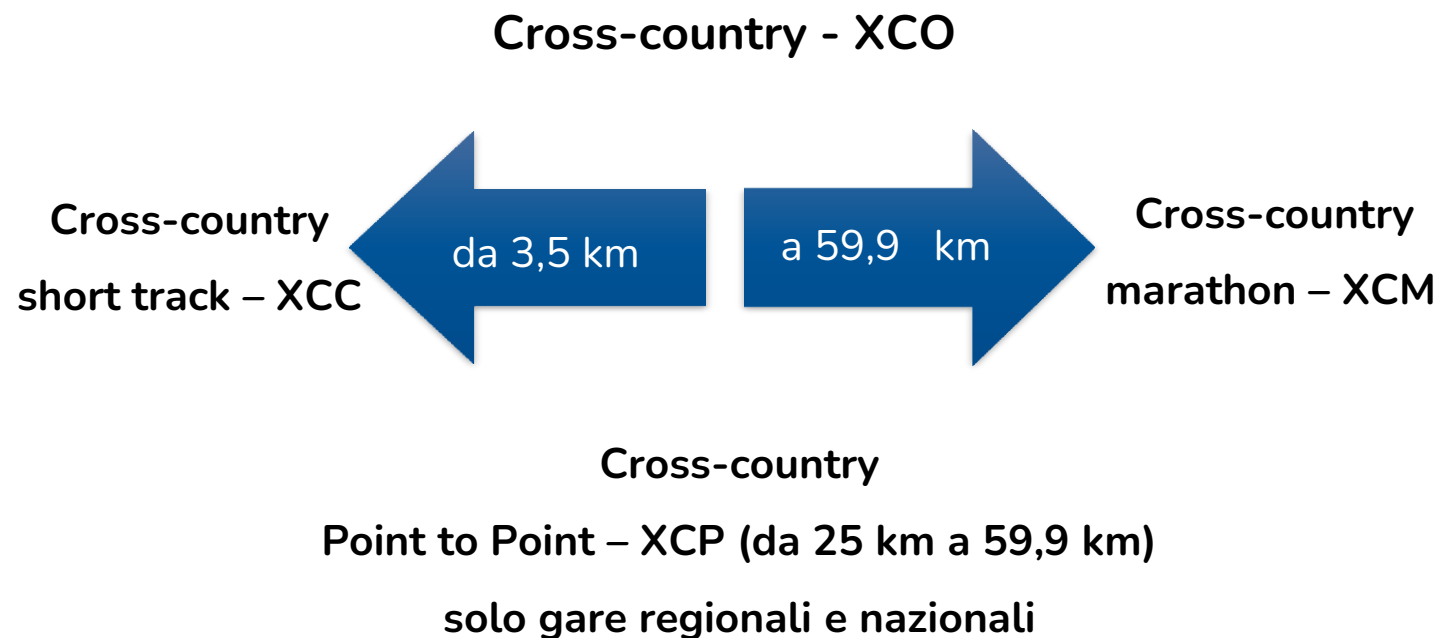 Cross-country - XCO
Cross-country
short track – XCC
da 3,5 km
a 59,9 km
Cross-country
marathon – XCM
Cross-country
Point to Point – XCP (da 25 km a 59,9 km)
solo gare regionali e nazionali